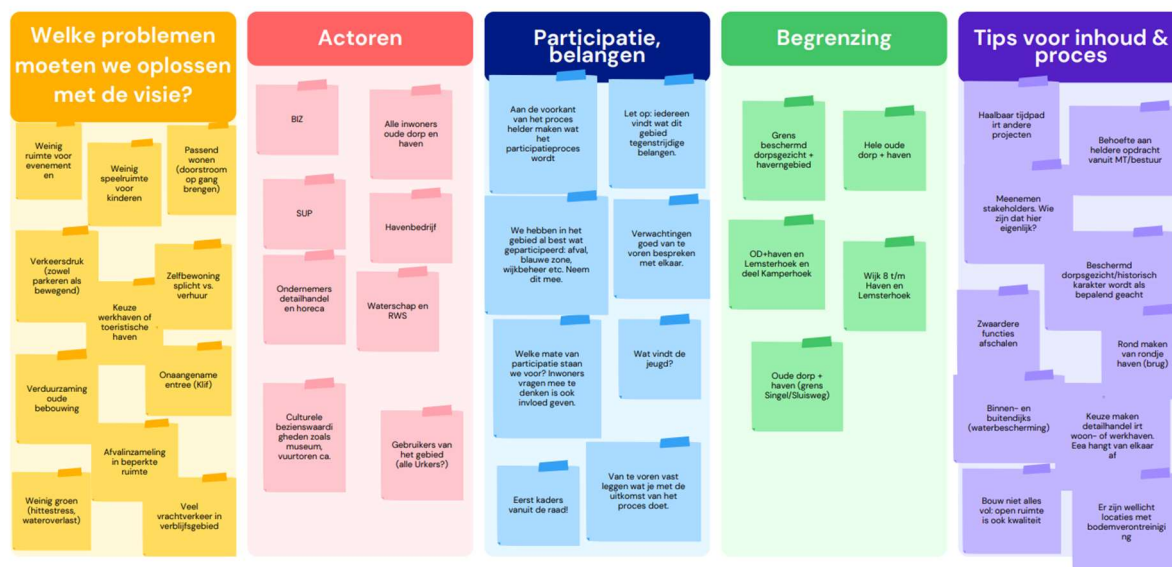 Welke problemen
moeten we oplossen
met de visie?
Weinig
ruimte voor
evenement
en
Weinig
speelruimte
voor
kinderen
Passend
wonen
(doorstroom
op gang
brengen)
Verkeersdruk
(zowel
parkeren als
bewegend)
Zelfbewoning
splicht vs.
verhuur
Keuze
werkhaven of
toeristische
haven
Verduurzaming
oude
bebouwing
Onaangename
entree (Klif)
Afvalinzameling
in beperkte
ruimte
Weinig groen
(hittestress,
wateroverlast)
Veel
vrachtverkeer in
verblijfsgebied
Actoren
BIZ
Alle inwoners
oude dorp en
haven
SUP
Havenbedrijf
Ondernemers
detailhandel
en horeca
Waterschap en
RWS
Culturele
bezienswaardi
gheden zoals
museum,
vuurtoren ca.
Gebruikers van
het gebied
(alle Urkers?)
Participatie,
belangen
Aan de voorkant
van het proces
helder maken wat
het
participatieproces
wordt
Let op: iedereen
vindt wat dit
gebied
tegenstrijdige
belangen.
We hebben in het
gebied al best wat
geparticipeerd: afval,
blauwe zone,
wijkbeheer etc. Neem
dit mee.
Verwachtingen
goed van te
voren bespreken
met elkaar.
Welke mate van
participatie staan
we voor? Inwoners
vragen mee te
denken is ook
invloed geven.
Wat vindt de
jeugd?
Eerst kaders
vanuit de raad!
Van te voren vast
leggen wat je met de
uitkomst van het
proces doet.
Begrenzing
Grens
beschermd
dorpsgezicht +
haverngebied
Hele oude
dorp + haven
OD+haven en
Lemsterhoek en
deel Kamperhoek
Wijk 8 t/m
Haven en
Lemsterhoek
Oude dorp +
haven (grens
Singel/Sluisweg)
Tips voor inhoud &
proces
Haalbaar tijdpad
irt andere
projecten
Behoefte aan
heldere opdracht
vanuit MT/bestuur
Meenemen
stakeholders. Wie
zijn dat hier
eigenlijk?
Beschermd
dorpsgezicht/historisch
karakter wordt als
bepalend geacht
Zwaardere
functies
afschalen
Rond maken
van rondje
haven (brug)
Binnen- en
buitendijks
(waterbescherming)
Keuze maken
detailhandel irt
woon- of werkhaven.
Eea hangt van elkaar
af
Bouw niet alles
vol: open ruimte
is ook kwaliteit
Er zijn wellicht
locaties met
bodemverontreinigi
ng